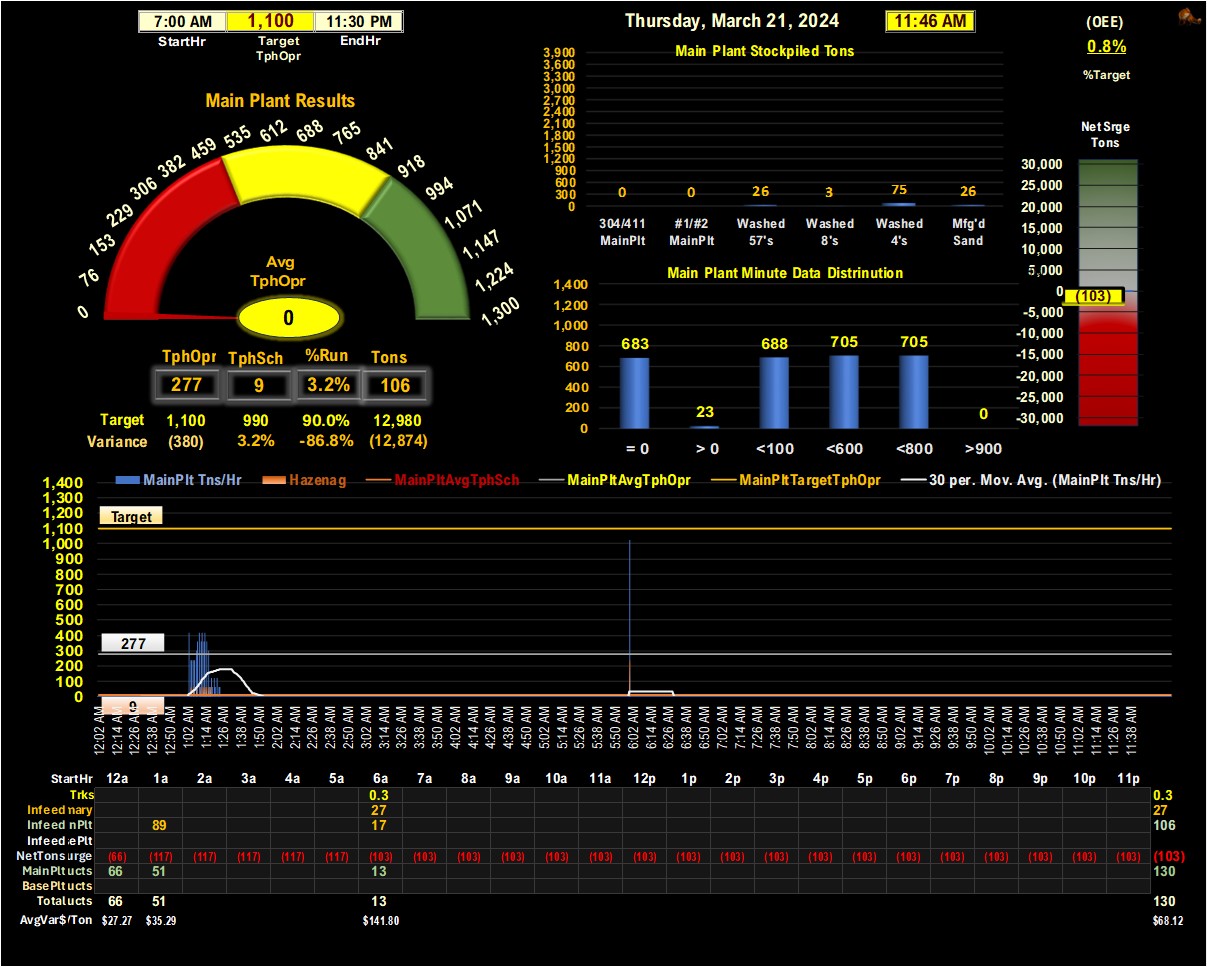 7:00 AM 1,100 11:30 PM
StartHr Target TphOpr EndHr
Thursday, March 21, 2024 11:46 AM
(OEE)
0.8%
%Target
Main Plant Results
0 76 153 229 306 382 459 535 612 688 765 841 918 994 1,071 1,147 1,224 1,300
Avg
TphOpr
0
TphOpr TphSch %Run Tons
277 9 3.2% 106
Target 1,100 990 90.0% 12,980
Variance (380) 3.2% -86.8% (12,874)
Main Plant Stockpiled Tons
3,900
3,600
3,300
3,000
2,700
2,400
2,100
1,800
1,500
1,200
900
600
300
0
0 0 26 3 75 26
304/411 #1/#2 Washed Washed Washed Mfg'd
MainPlt MainPlt 57's 8's 4's Sand
Main Plant Minute Data Distrinution
1,400
1,200
1,000
800
600
400
200
0
683 23 688 705 705 0
= 0 > 0 <100 <600 <800 >900
Net Srge
Tons
30,000
25,000
20,000
15,000
10,000
5,000
0
(103)
-5,000
-10,000
-15,000
-20,000
-25,000
-30,000
MainPlt Tns/Hr Hazenag MainPltAvgTphSch MainPltAvgTphOpr MainPltTargetTphOpr 30 per. Mov. Avg. (MainPlt Tns/Hr)
1,400
1,300
1,200
1,100
1,000
900
800
700
600
500
400
300
200
100
0
Target
277
9
12:02 AM 12:14 AM 12:26 AM 12:38 AM 12:50 AM 1:02 AM 1:14 AM 1:26 AM 1:38 AM 1:50 AM 2:02 AM 2:14 AM 2:26 AM 2:38 AM 2:50 AM 3:02 AM 3:14 AM 3:26 AM 3:38 AM 3:50 AM 4:02 AM 4:14 AM 4:26 AM 4:38 AM 4:50 AM 5:02 AM 5:14 AM 5:26 AM 5:38 AM 5:50 AM 6:02 AM 6:14 AM 6:26 AM 6:38 AM 6:50 AM 7:02 AM 7:14 AM 7:26 AM 7:38 AM 7:50 AM 8:02 AM 8:14 AM 8:26 AM 8:38 AM 8:50 AM 9:02 AM 9:14 AM 9:26 AM 9:38 AM 9:50 AM 10:02 AM 10:14 AM 10:26 AM 10:38 AM 10:50 AM 11:02 AM 11:14 AM 11:26 AM 11:38 AM
StartHr 12a 1a 2a 3a 4a 5a 6a 7a 8a 9a 10a 11a 12p 1p 2p 3p 4p 5p 6p 7p 8p 9p 10p 11p
Trks 0.3 0.3
Infeed nary 27 27
Infeed nPlt 89 17 106
Infeed ePlt
NetTons urge (66) (117) (117) (117) (117) (117) (103) (103) (103) (103) (103) (103) (103) (103) (103) (103) (103) (103) (103) (103) (103) (103) (103) (103) (103)
MainPlt ucts 66 51 13 130
BasePlt ucts
Total ucts 66 51 13 130
AvgVar$/Ton $27.27 $35.29 $141.80 $68.12